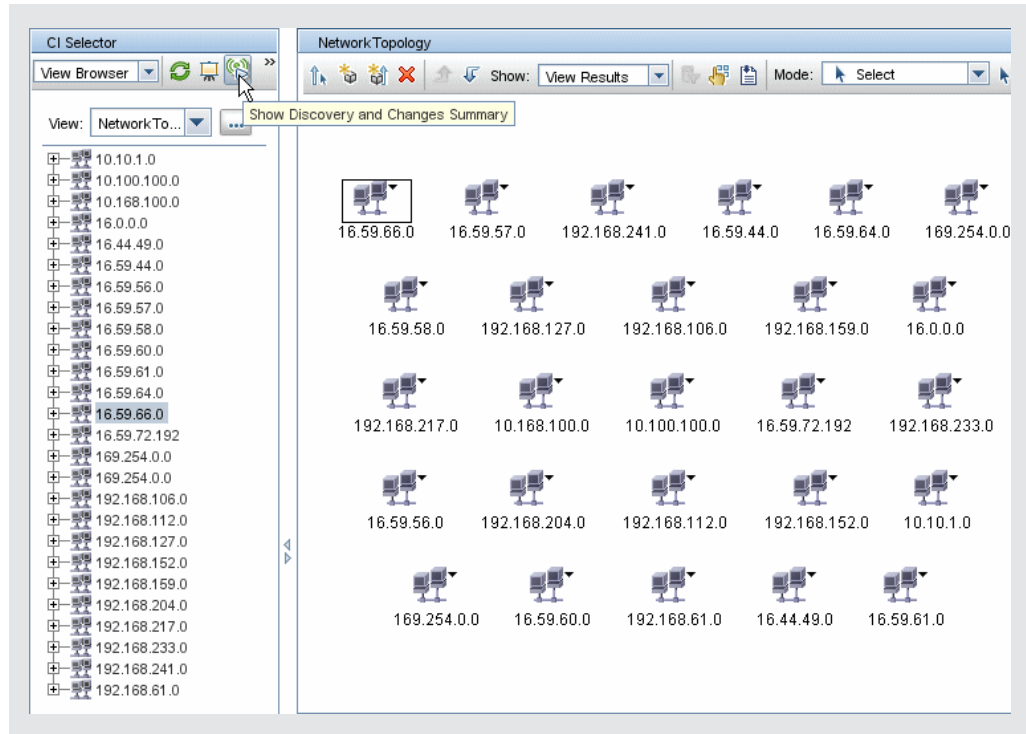 CI Selector
View Browser
»
View: NetworkTo... ...
10.10.1.0
10.100.100.0
10.168.100.0
16.0.0.0
16.44.49.0
16.59.44.0
16.59.56.0
16.59.57.0
16.59.58.0
16.59.60.0
16.59.61.0
16.59.64.0
16.59.66.0
16.59.72.192
169.254.0.0
169.254.0.0
192.168.106.0
192.168.112.0
192.168.127.0
192.168.152.0
192.168.159.0
192.168.204.0
192.168.217.0
192.168.233.0
192.168.241.0
192.168.61.0
NetworkTopology
Show: View Results Mode: Select
Show Discovery and Changes Summary
16.59.66.0 16.59.57.0 192.168.241.0 16.59.44.0 16.59.64.0 169.254.0.0
16.59.58.0 192.168.127.0 192.168.106.0 192.168.159.0 16.0.0.0
192.168.217.0 10.168.100.0 10.100.100.0 16.59.72.192 192.168.233.0
16.59.56.0 192.168.204.0 192.168.112.0 192.168.152.0 10.10.1.0
169.254.0.0 16.59.60.0 192.168.61.0 16.44.49.0 16.59.61.0